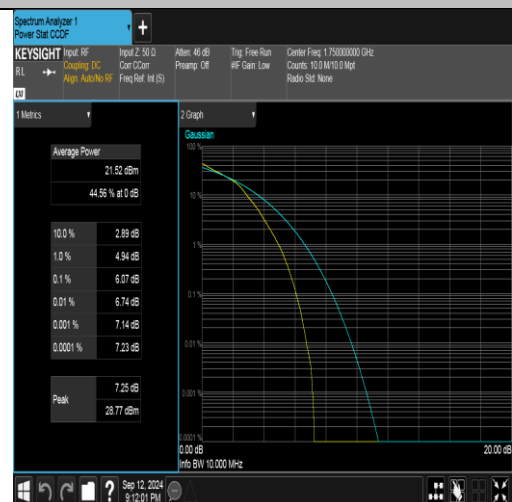 Spectrum Analyzer 1
Power Stat CCDF
+
KEYSIGHT Input: RF Input Z: 50 Ω Atten: 46 dB Trig: Free Run Center Freq: 1.750000000 GHz
RL Coupling: DC Corr CCorr Preamp: Off #IF Gain: Low Counts: 10.0 M/10.0 Mpt
Align: Auto/No RF Freq Ref: Int (S) Radio Std: None
LXI
1 Metrics
2 Graph
Gaussian
Average Power
21.52 dBm
44.56 % at 0 dB
10.0 % 2.89 dB
1.0 % 4.94 dB
0.1 % 6.07 dB
0.01 % 6.74 dB
0.001 % 7.14 dB
0.0001 % 7.23 dB
Peak 7.25 dB
28.77 dBm
100 %
10 %
1 %
0.1 %
0.01 %
0.001 %
0.0001 %
0.00 dB 20.00 dB
Info BW 10.000 MHz
?
Sep 12, 2024
9:12:01 PM